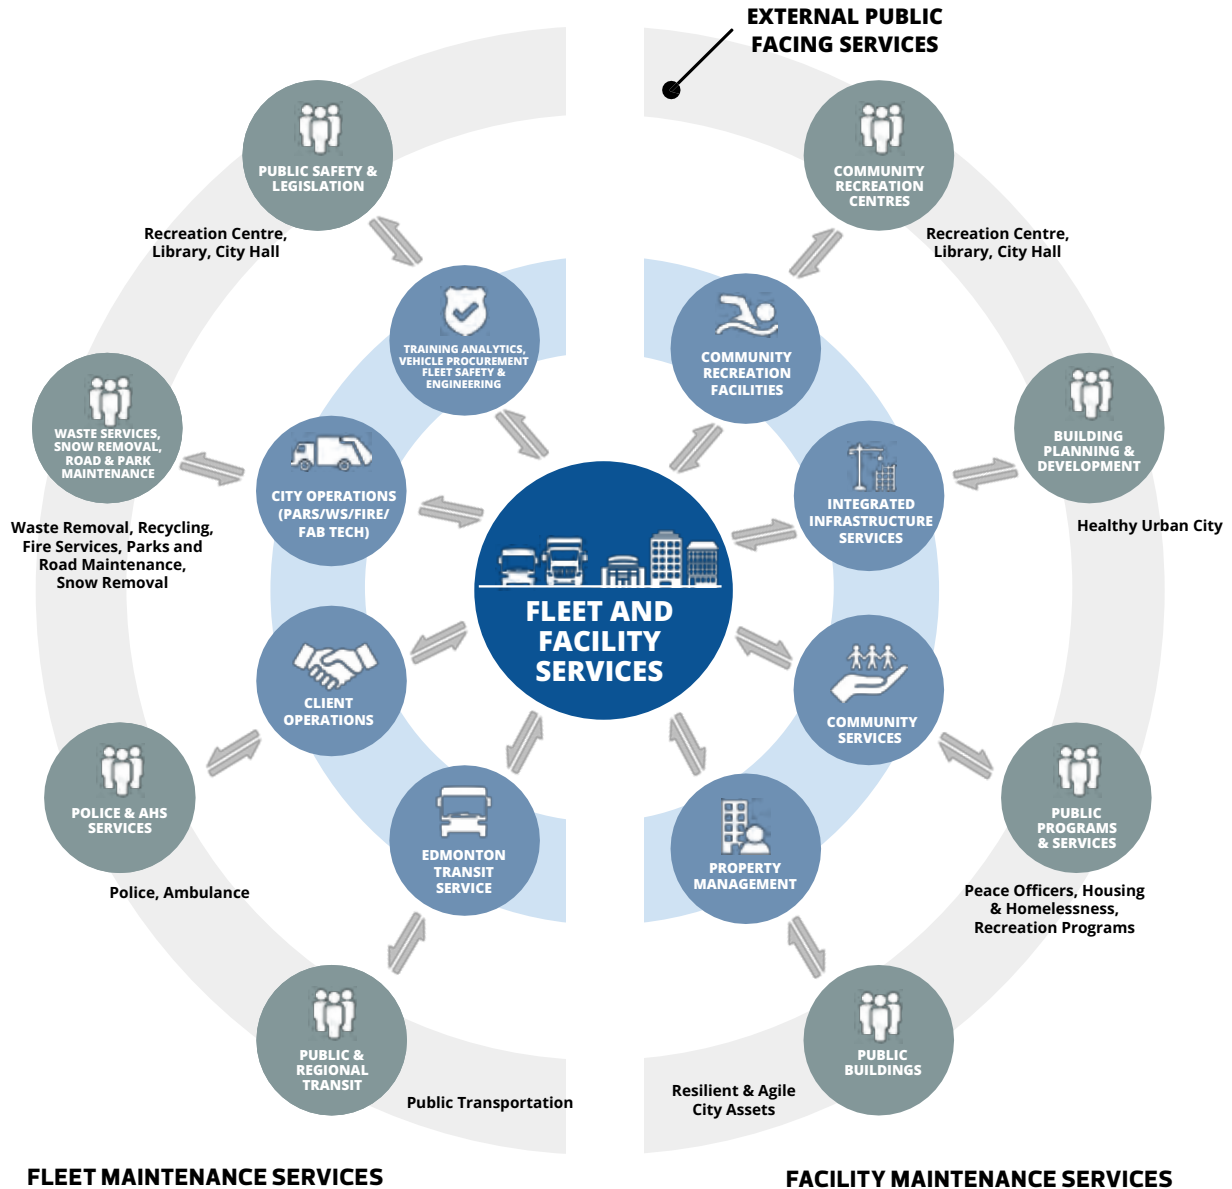 EXTERNAL PUBLIC
FACING SERVICES
PUBLIC SAFETY &
LEGISLATION
Recreation Centre,
Library, City Hall
COMMUNITY
RECREATION
CENTRES
Recreation Centre,
Library, City Hall
TRAINING ANALYTICS,
VEHICLE PROCUREMENT
FLEET SAFETY &
ENGINEERING
COMMUNITY
RECREATION
FACILITIES
WASTE SERVICES,
SNOW REMOVAL,
ROAD & PARK
MAINTENANCE
Waste Removal, Recycling,
Fire Services, Parks and
Road Maintenance,
Snow Removal
CITY OPERATIONS
(PARS/WS/FIRE/
FAB TECH)
INTEGRATED
INFRASTRUCTURE
SERVICES
BUILDING
PLANNING &
DEVELOPMENT
Healthy Urban City
FLEET AND
FACILITY
SERVICES
CLIENT
OPERATIONS
COMMUNITY
SERVICES
POLICE & AHS
SERVICES
Police, Ambulance
PUBLIC
PROGRAMS
& SERVICES
Peace Officers, Housing
& Homelessness,
Recreation Programs
EDMONTON
TRANSIT
SERVICE
PROPERTY
MANAGEMENT
PUBLIC &
REGIONAL
TRANSIT
Public Transportation
PUBLIC
BUILDINGS
Resilient & Agile
City Assets
FLEET MAINTENANCE SERVICES
FACILITY MAINTENANCE SERVICES